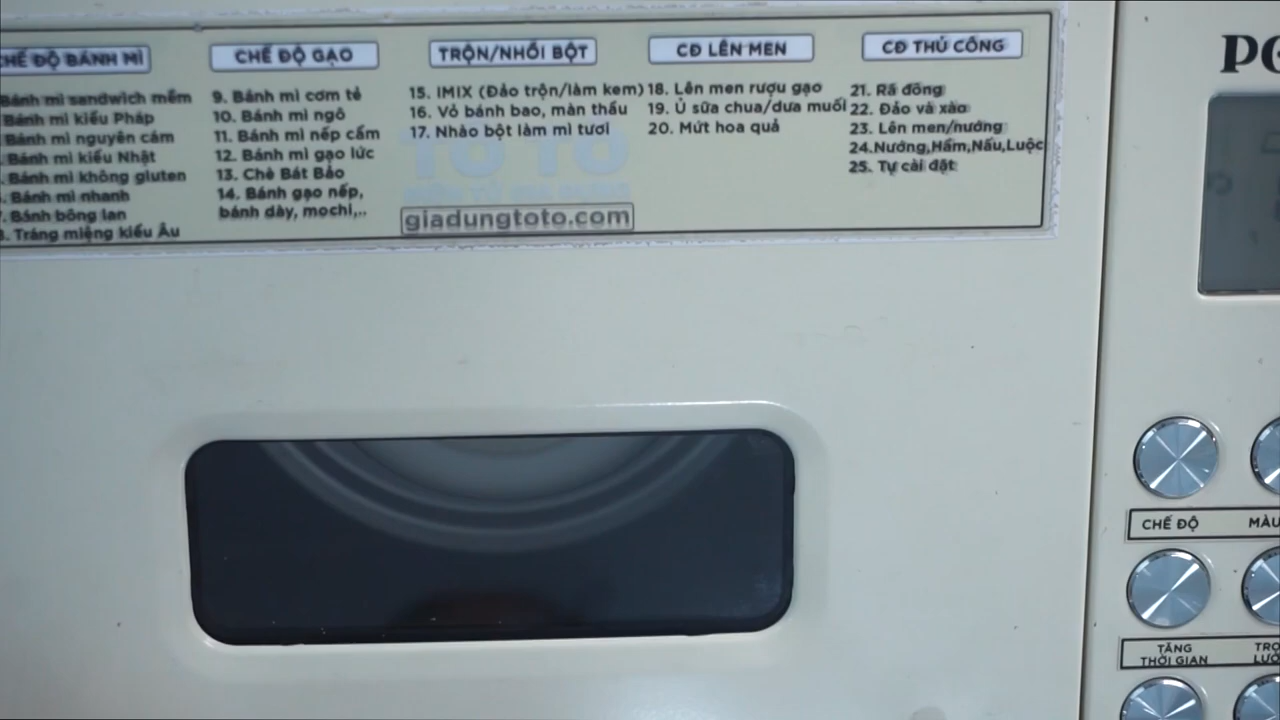 CHẾ ĐỘ BÁNH MÌ
Bánh mì sandwich mềm
Bánh mì kiểu Pháp
Bánh mì nguyên cám
Bánh mì kiểu Nhật
Bánh mì không gluten
Bánh mì nhanh
Bánh bông lan
8. Tráng miệng kiểu Âu
CHẾ ĐỘ GẠO
9. Bánh mì cơm tẻ
10. Bánh mì ngô
11. Bánh mì nếp cẩm
12. Bánh mì gạo lức
13. Chè Bát Bảo
14. Bánh gạo nếp,
bánh dày, mochi,..
TRỘN/NHỒI BỘT
15. IMIX (Đảo trộn/làm kem)
16. Vỏ bánh bao, màn thầu
17. Nhào bột làm mì tươi
TO TO
giadungtoto.com
CĐ LÊN MEN
18. Lên men rượu gạo
19. Ủ sữa chua/dưa muối
20. Mứt hoa quả
CĐ THỦ CÔNG
21. Rã đông
22. Đảo và xào
23. Lên men/nướng
24.Nướng,Hầm,Nấu,Luộc
25. Tự cài đặt
CHẾ ĐỘ
MÀU
TĂNG
THỜI GIAN